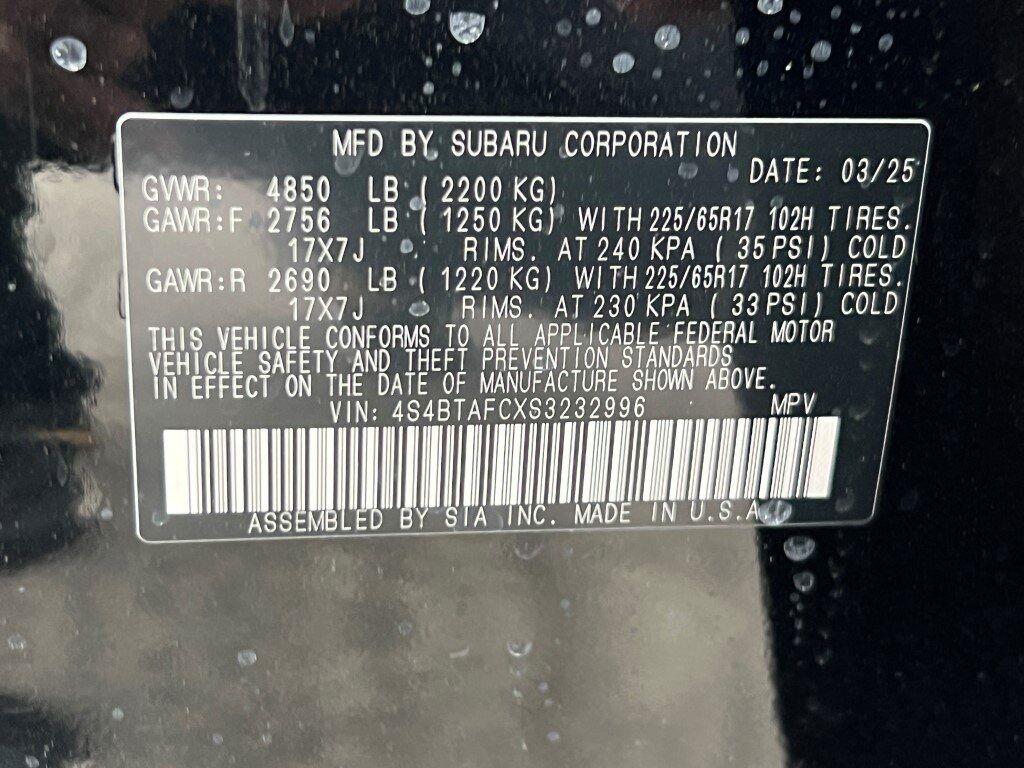 MFD BY SUBARU CORPORATION
DATE: 03/25
GVWR: 4850 LB ( 2200 KG)
GAWR:F 2756 LB ( 1250 KG) WITH 225/65R17 102H TIRES.
17X7J RIMS. AT 240 KPA ( 35 PSI) COLD
GAWR:R 2690 LB ( 1220 KG) WITH 225/65R17 102H TIRES.
17X7J RIMS. AT 230 KPA ( 33 PSI) COLD
THIS VEHICLE CONFORMS TO ALL APPLICABLE FEDERAL MOTOR
VEHICLE SAFETY AND THEFT PREVENTION STANDARDS
IN EFFECT ON THE DATE OF MANUFACTURE SHOWN ABOVE.
VIN: 4S4BTAFCXS3232996 MPV
ASSEMBLED BY SIA INC. MADE IN U.S.A.